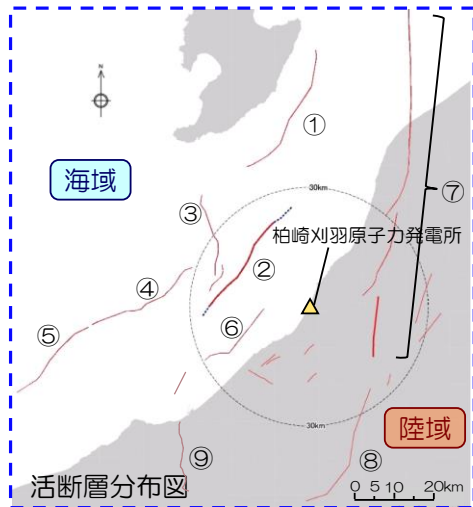 N
①
海域
⑦
30km
③
柏崎刈羽原子力発電所
②
④
⑥
⑤
30km
陸域
⑨
⑧
活断層分布図
0 5 10 20km